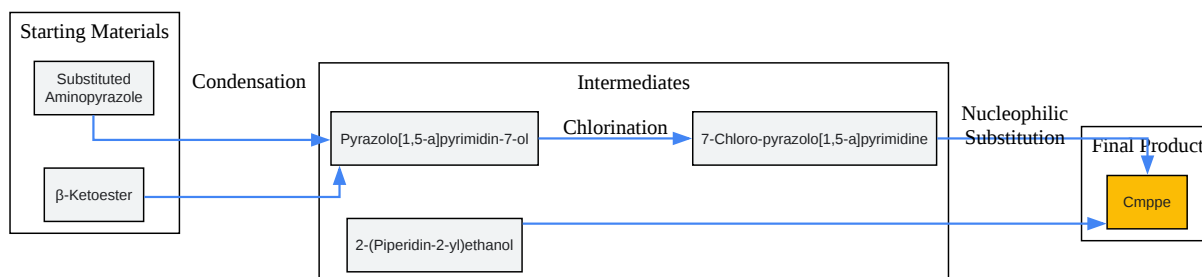 Starting Materials
Substituted
Aminopyrazole
β-Ketoester
Condensation
Intermediates
Pyrazolo[1,5-a]pyrimidin-7-ol
Chlorination
7-Chloro-pyrazolo[1,5-a]pyrimidine
2-(Piperidin-2-yl)ethanol
Nucleophilic
Substitution
Final Product
Cmppe